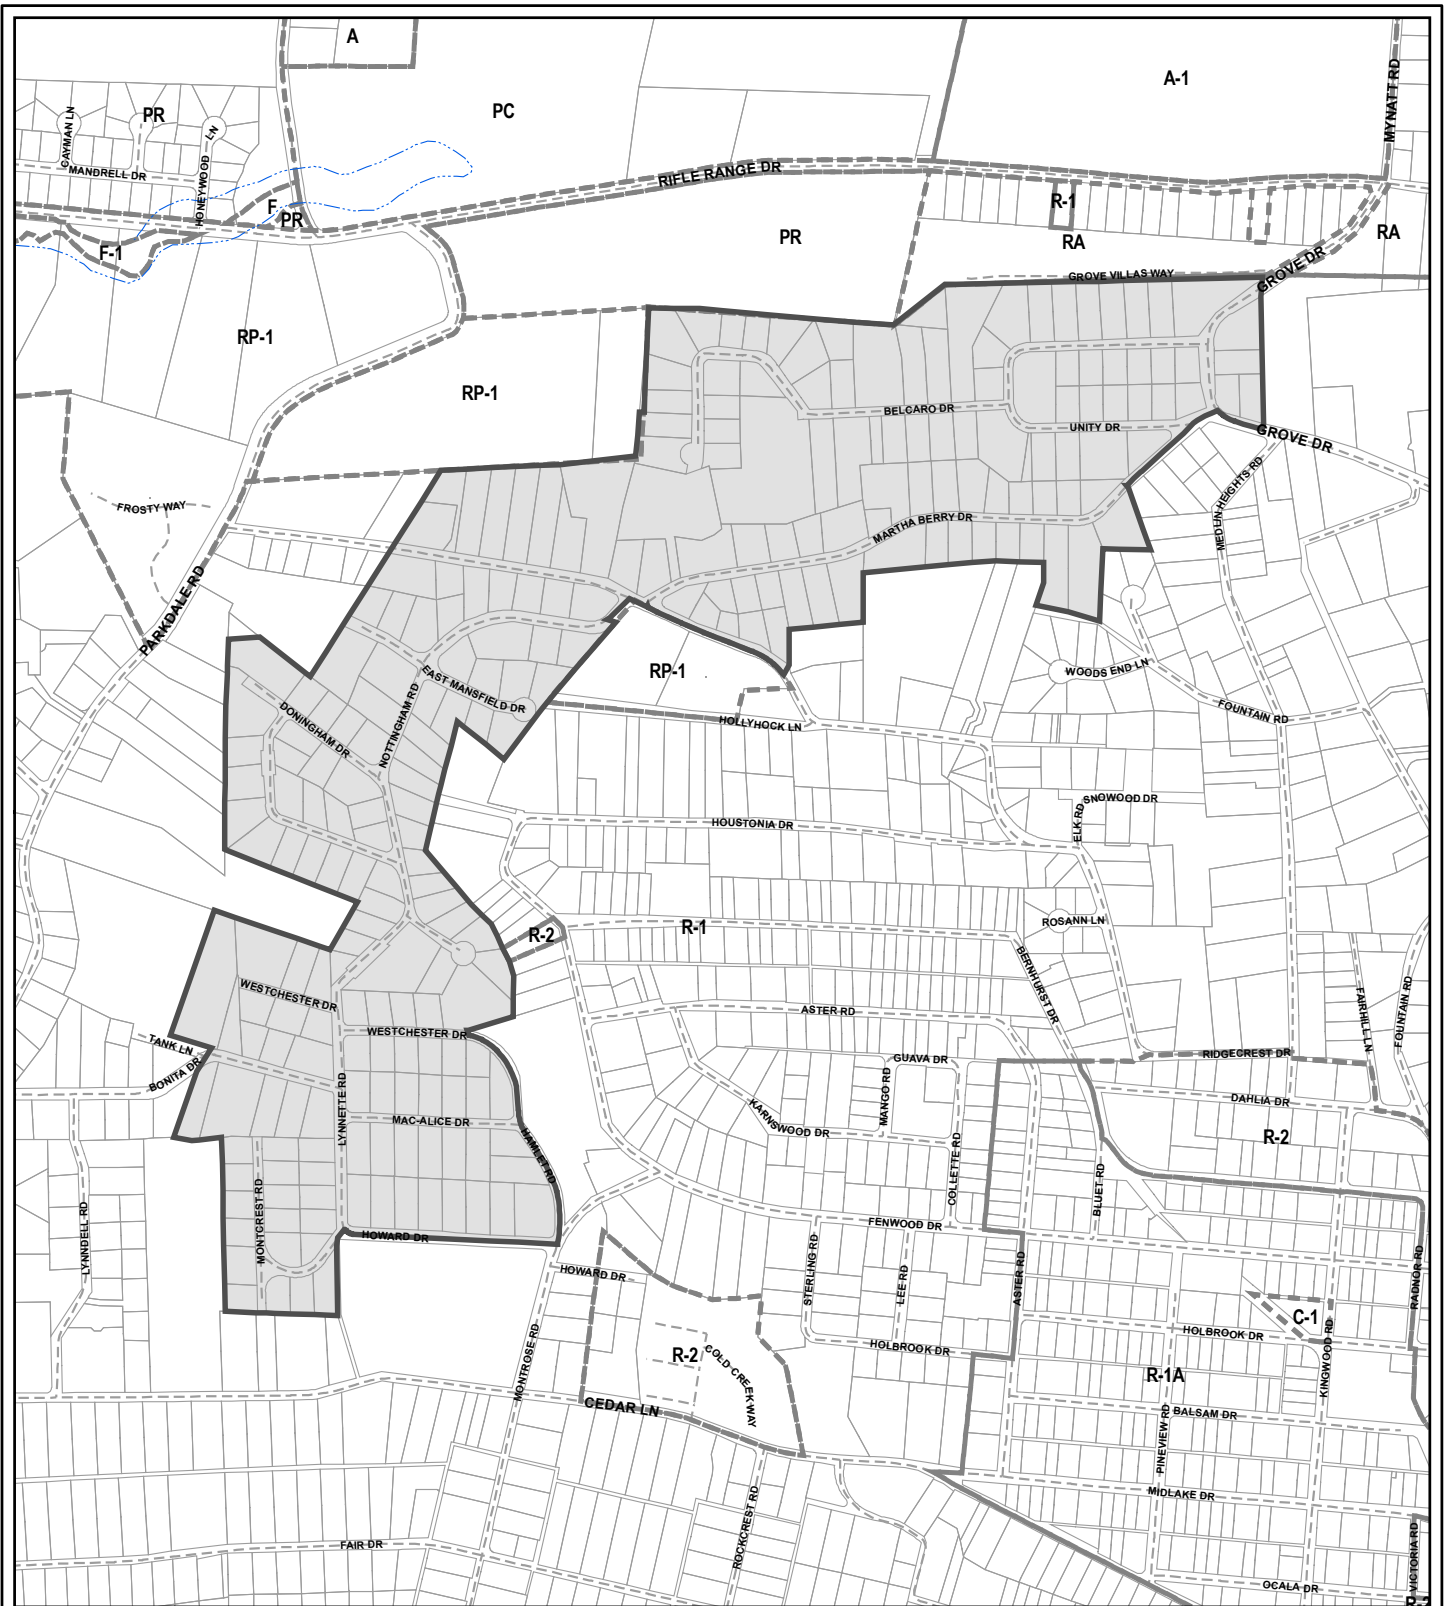 A
A-1
MYNATT RD
PC
PR
CAYMAN LN
HONEYWOOD LN
MANDRELL DR
RIFLE RANGE DR
R-1
F
PR
F-1
PR
RA
RA
GROVE DR
GROVE VILLAS WAY
RP-1
RP-1
BELCARO DR
UNITY DR
GROVE DR
MEDLIN HEIGHTS RD
FROSTY WAY
MARTHA BERRY DR
PARKDALE RD
RP-1
WOODS END LN
EAST MANSFIELD DR
NOTTINGHAM RD
DONINGHAM DR
HOLLYHOCK LN
FOUNTAIN RD
SNOWOOD DR
ELK RD
HOUSTONIA DR
R-2
R-1
ROSANN LN
BERNHURST DR
WESTCHESTER DR
FAIRHILL LN
FOUNTAIN RD
ASTER RD
WESTCHESTER DR
TANK LN
BONITA DR
GUAVA DR
RIDGECREST DR
MANGO RD
DAHLIA DR
LYNNETTE RD
MAC-ALICE DR
KARNSWOOD DR
R-2
HAMLET RD
COLLETTE RD
BLUET RD
MONTCREST RD
LYNNDELL RD
HOWARD DR
FENWOOD DR
STERLING RD
LEE RD
ASTER RD
RADNOR RD
HOWARD DR
C-1
HOLBROOK DR
KINGWOOD RD
MONTROSE RD
R-2
COLD CREEK WAY
HOLBROOK DR
R-1A
CEDAR LN
BALSAM DR
PINEVIEW RD
MIDLAKE DR
ROCKCREST RD
FAIR DR
VICTORIA RD
OCALA DR
R-2